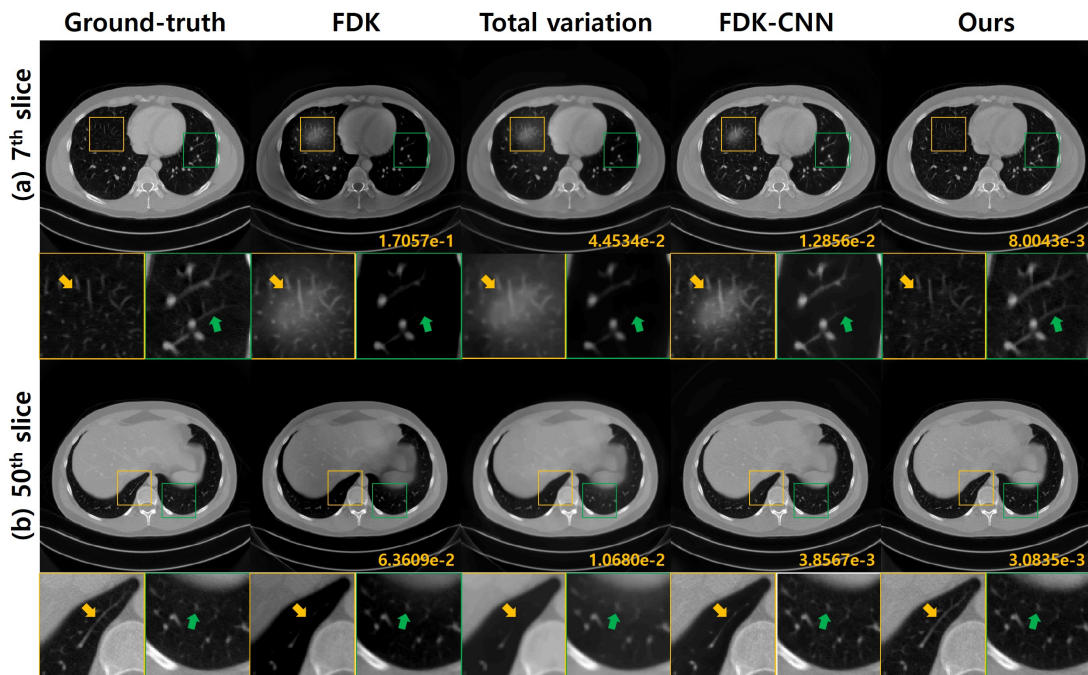 Ground-truth FDK Total variation FDK-CNN Ours
(a) 7th slice
1.7057e-1 4.4534e-2 1.2856e-2 8.0043e-3
(b) 50th slice
6.3609e-2 1.0680e-2 3.8567e-3 3.0835e-3